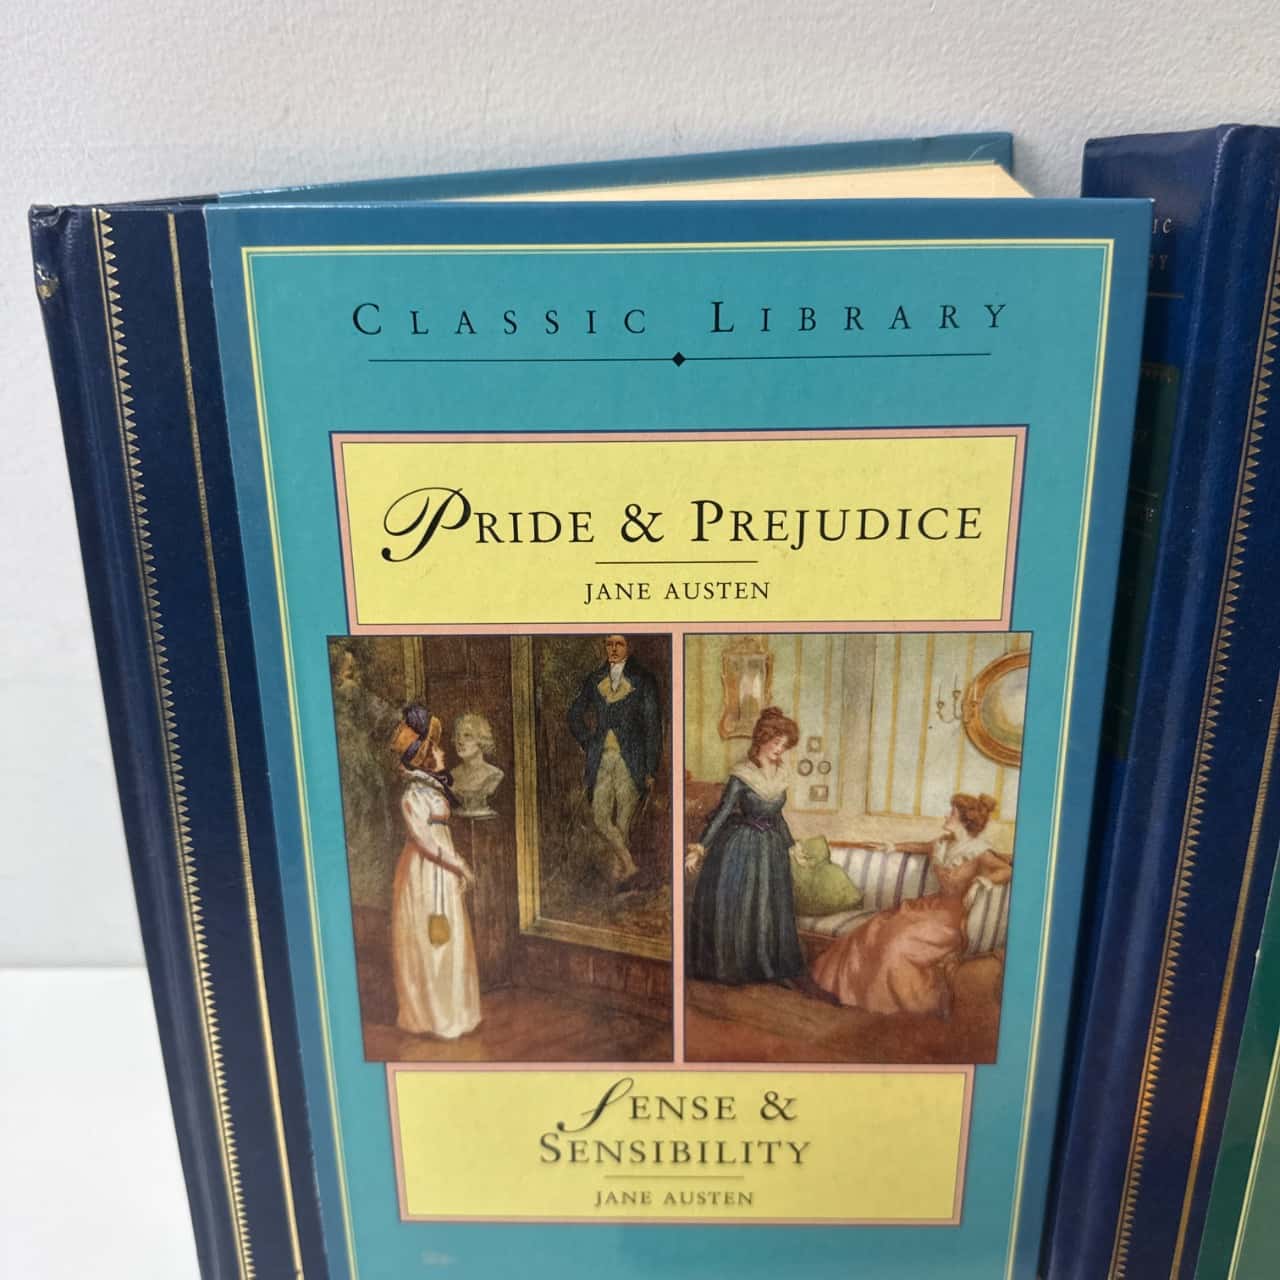 CLASSIC LIBRARY
PRIDE & PREJUDICE
JANE AUSTEN
SENSE &
SENSIBILITY
JANE AUSTEN